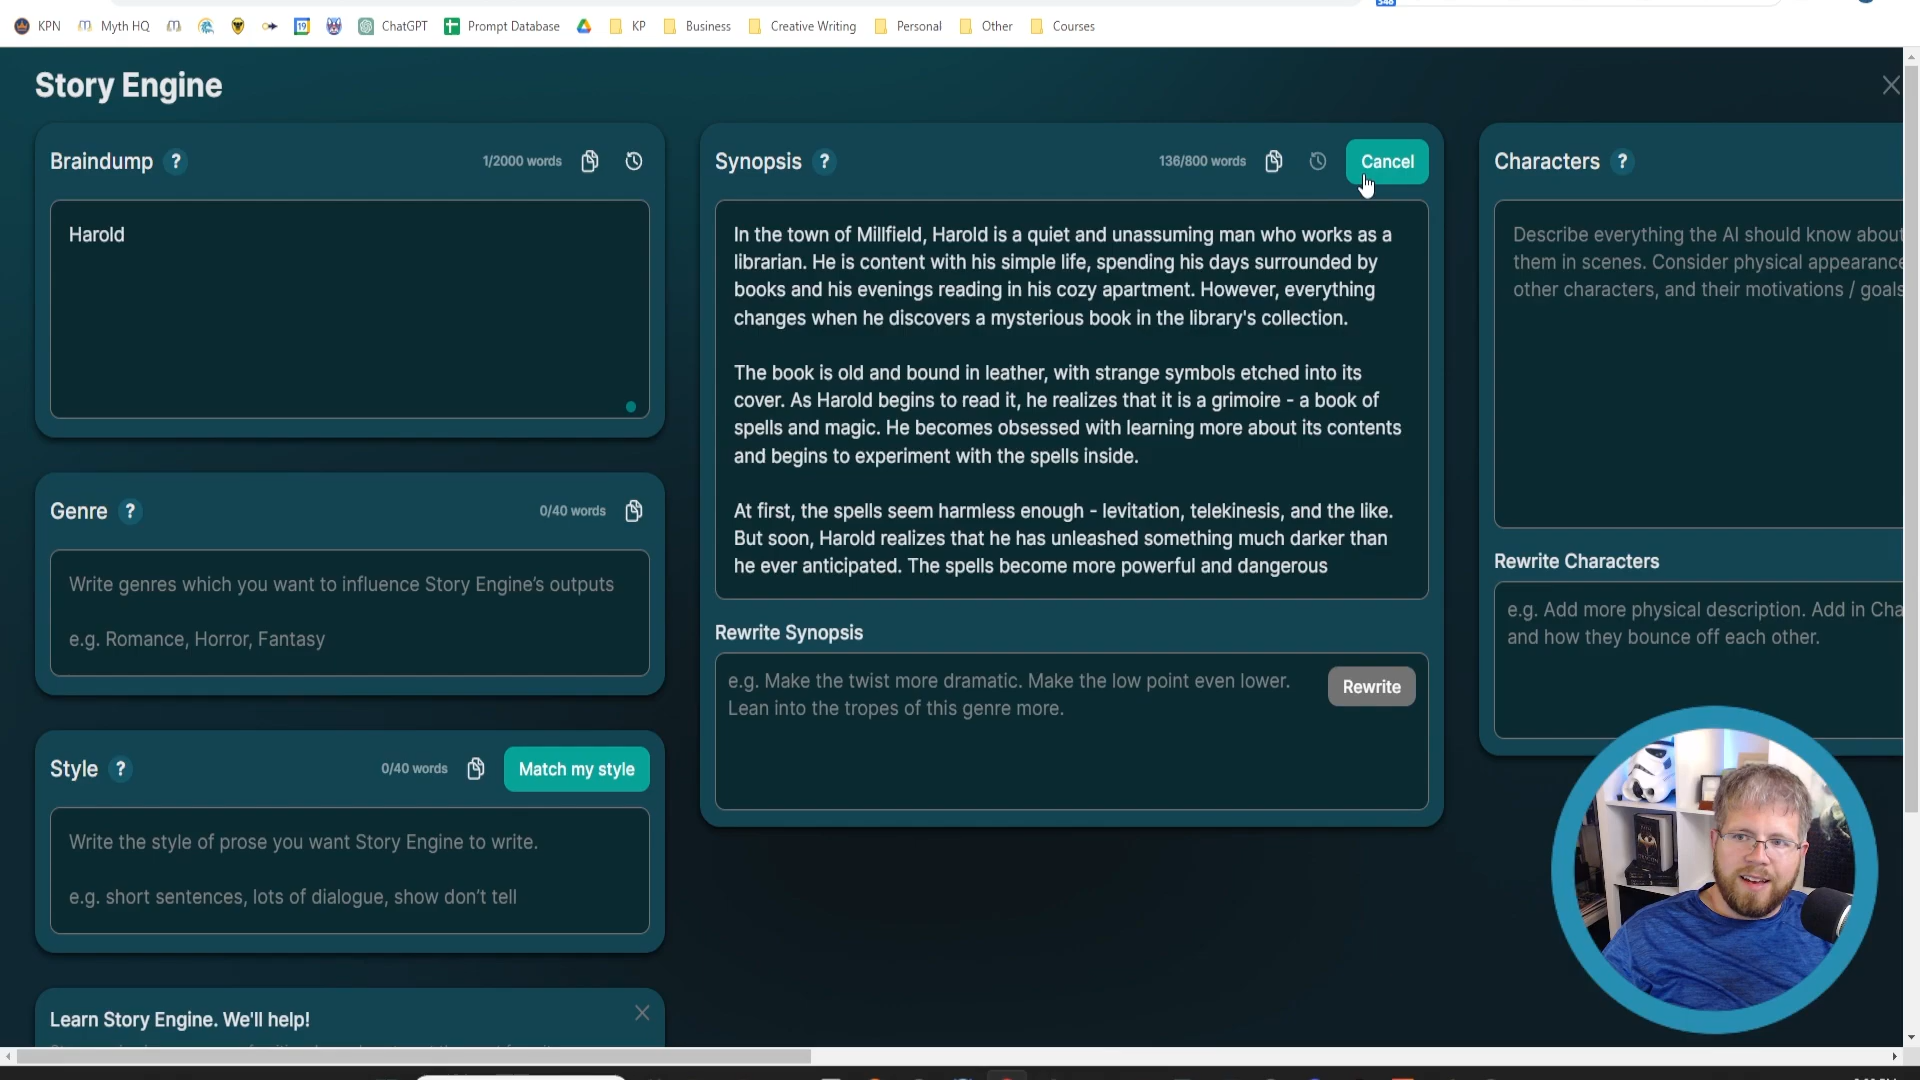 KPN Myth HQ ChatGPT Prompt Database KP Business Creative Writing Personal Other Courses
Story Engine
Braindump ? 1/2000 words
Harold
Genre ? 0/40 words
Write genres which you want to influence Story Engine's outputs
e.g. Romance, Horror, Fantasy
Style ? 0/40 words Match my style
Write the style of prose you want Story Engine to write.
e.g. short sentences, lots of dialogue, show don't tell
Learn Story Engine. We'll help!
Synopsis ? 136/800 words Cancel
In the town of Millfield, Harold is a quiet and unassuming man who works as a
librarian. He is content with his simple life, spending his days surrounded by
books and his evenings reading in his cozy apartment. However, everything
changes when he discovers a mysterious book in the library's collection.
The book is old and bound in leather, with strange symbols etched into its
cover. As Harold begins to read it, he realizes that it is a grimoire - a book of
spells and magic. He becomes obsessed with learning more about its contents
and begins to experiment with the spells inside.
At first, the spells seem harmless enough - levitation, telekinesis, and the like.
But soon, Harold realizes that he has unleashed something much darker than
he ever anticipated. The spells become more powerful and dangerous
Rewrite Synopsis
e.g. Make the twist more dramatic. Make the low point even lower.
Lean into the tropes of this genre more.
Rewrite
Characters ?
Describe everything the AI should know about
them in scenes. Consider physical appearance
other characters, and their motivations / goals
Rewrite Characters
e.g. Add more physical description. Add in Cha
and how they bounce off each other.